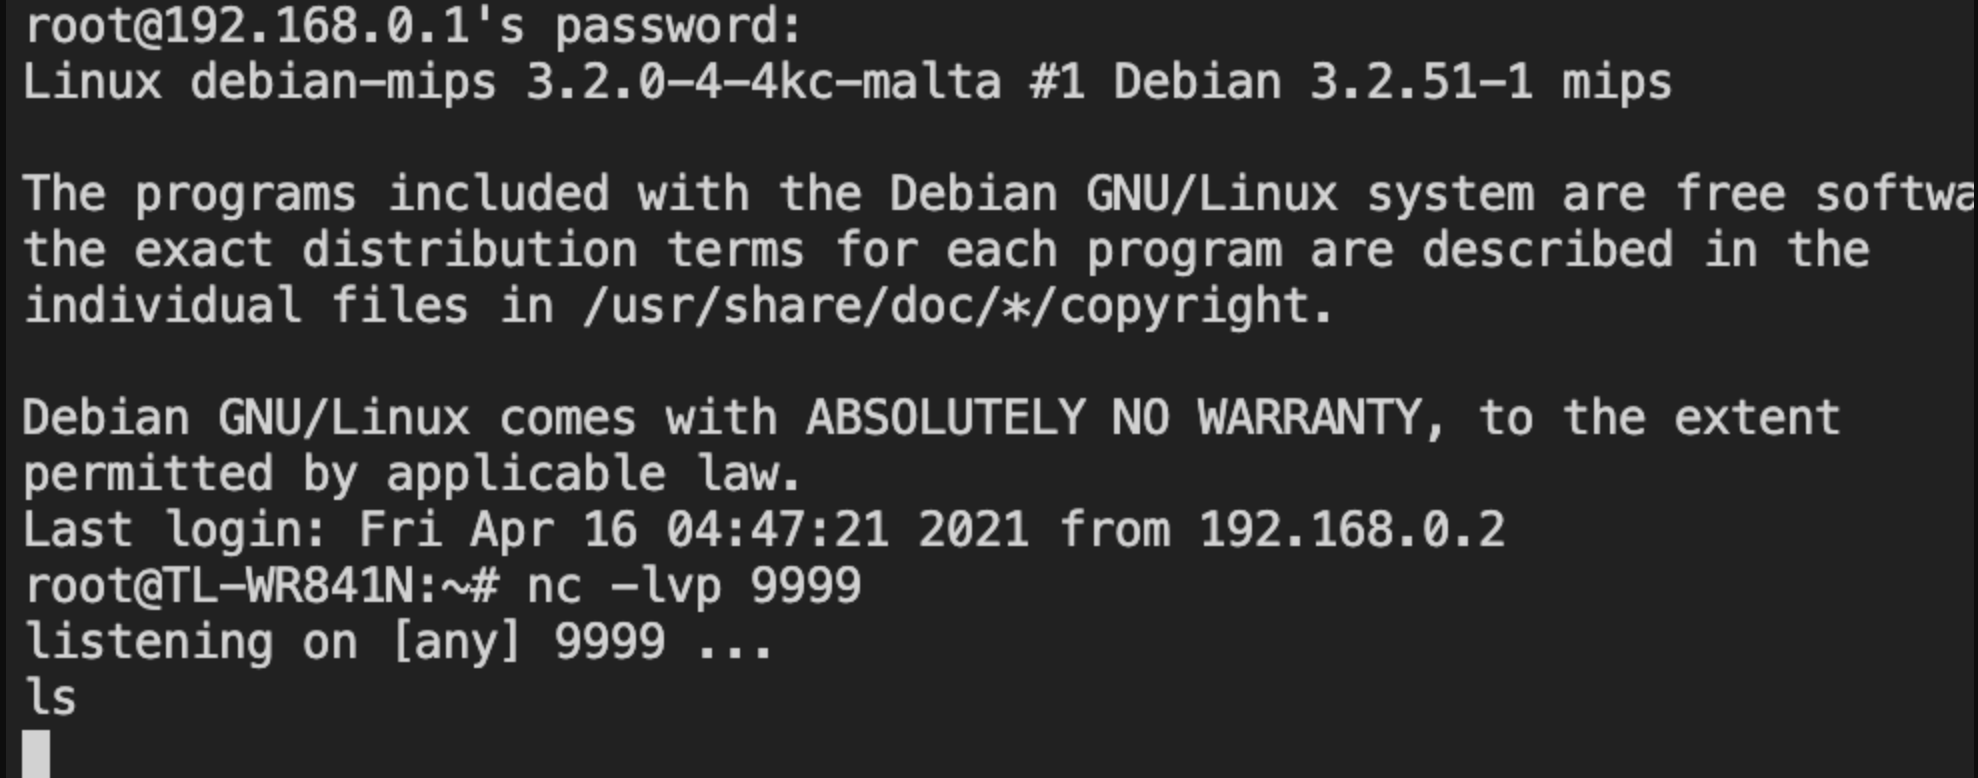 root@192.168.0.1's password:
Linux debian-mips 3.2.0-4-4kc-malta #1 Debian 3.2.51-1 mips
The programs included with the Debian GNU/Linux system are free softwa
the exact distribution terms for each program are described in the
individual files in /usr/share/doc/*/copyright.
Debian GNU/Linux comes with ABSOLUTELY NO WARRANTY, to the extent
permitted by applicable law.
Last login: Fri Apr 16 04:47:21 2021 from 192.168.0.2
root@TL-WR841N:~# nc -lvp 9999
listening on [any] 9999 ...
ls